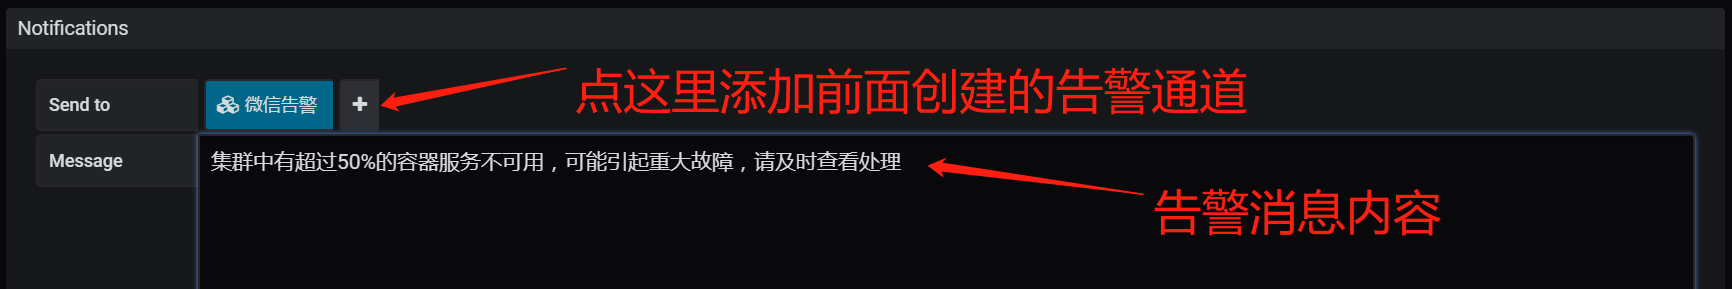 Notifications
Send to
微信告警
+
点这里添加前面创建的告警通道
Message
集群中有超过50%的容器服务不可用，可能引起重大故障，请及时查看处理
告警消息内容